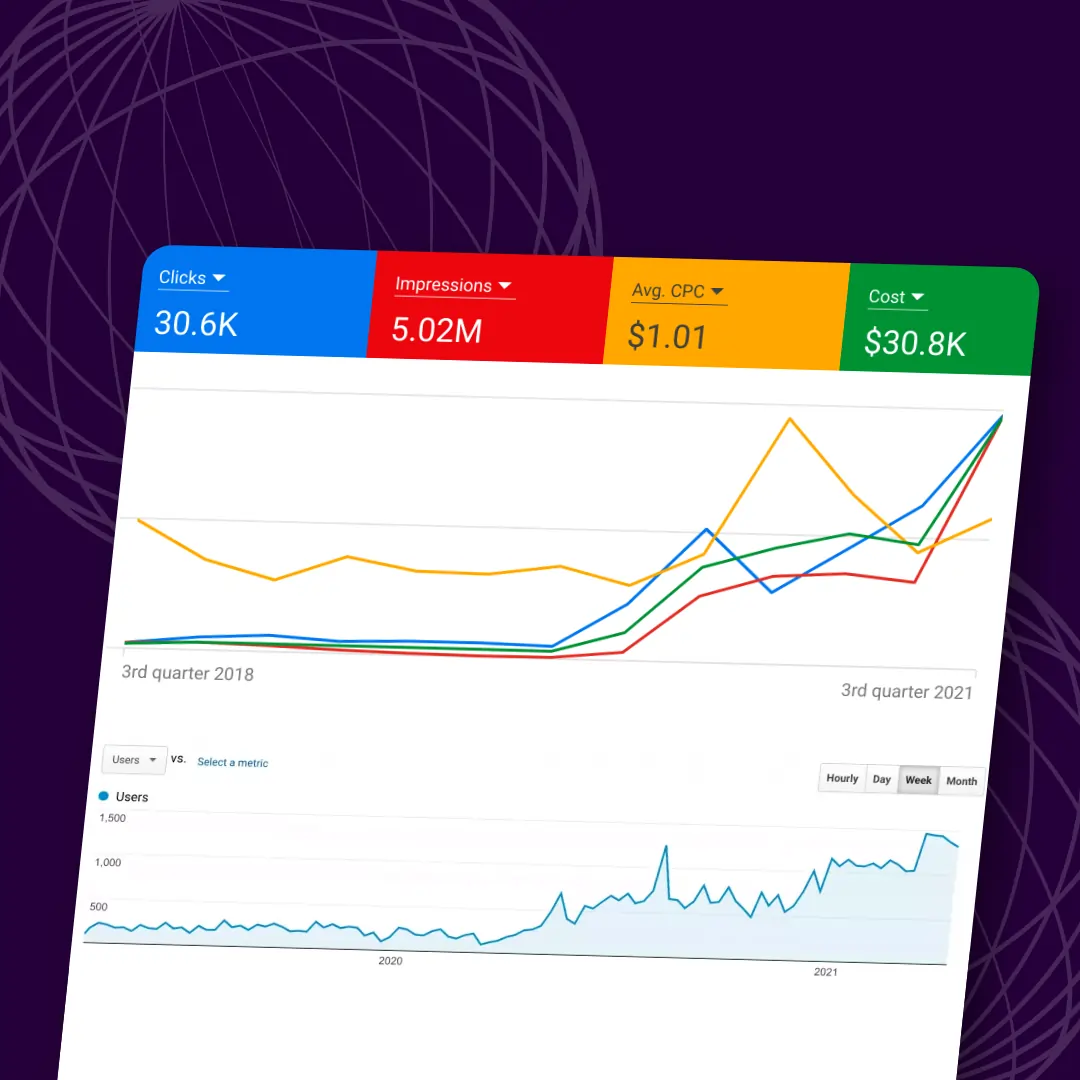 Clicks
Impressions
Avg. CPC
Cost
30.6K
5.02M
$1.01
$30.8K
3rd quarter 2018
3rd quarter 2021
Users
vs.
Select a metric
Hourly
Day
Week
Month
Users
1,500
1,000
500
2020
2021